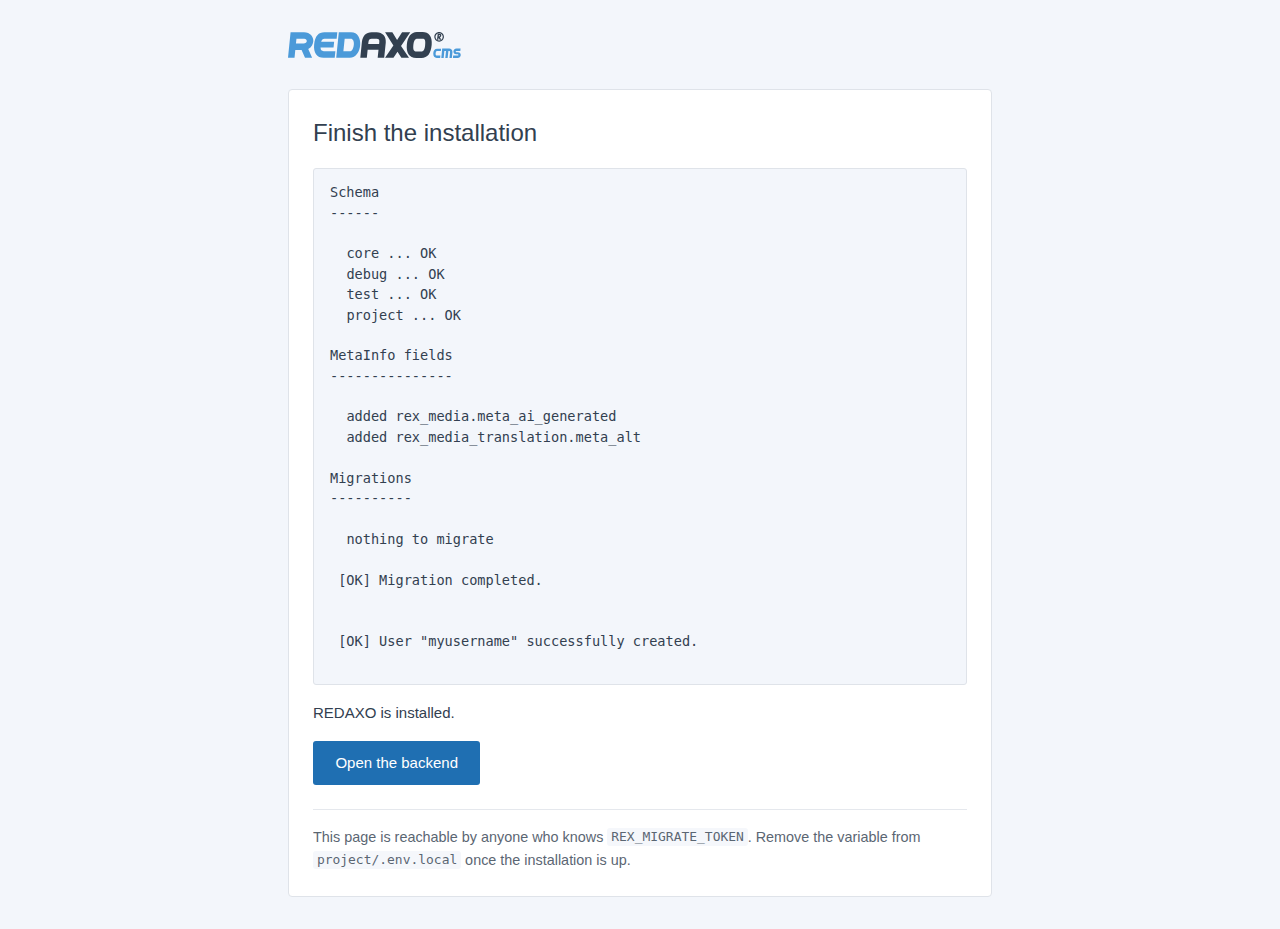 REDAXO® cms
Finish the installation
Schema
------
core ... OK
debug ... OK
test ... OK
project ... OK
MetaInfo fields
---------------
added rex_media.meta_ai_generated
added rex_media_translation.meta_alt
Migrations
----------
nothing to migrate
[OK] Migration completed.
[OK] User "myusername" successfully created.
REDAXO is installed.
Open the backend
This page is reachable by anyone who knows REX_MIGRATE_TOKEN. Remove the variable from
project/.env.local once the installation is up.